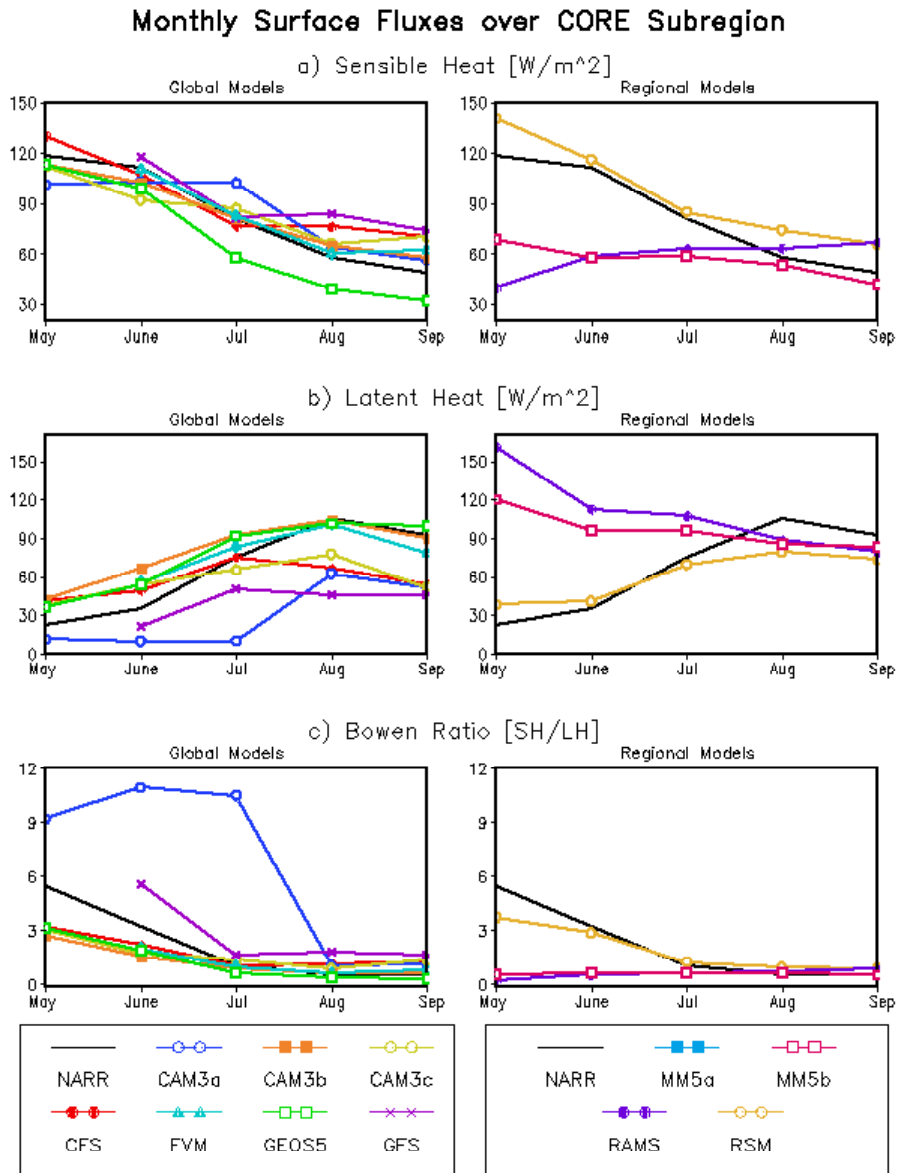 Monthly Surface Fluxes over CORE Subregion
a) Sensible Heat [W/m^2]
Global Models
Regional Models
150
120
90
60
30
May June Jul Aug Sep
May June Jul Aug Sep
b) Latent Heat [W/m^2]
Global Models
Regional Models
150
120
90
60
30
0
150
120
90
60
30
0
May June Jul Aug Sep
May June Jul Aug Sep
c) Bowen Ratio [SH/LH]
Global Models
Regional Models
12
9
6
3
0
12
9
6
3
0
May June Jul Aug Sep
May June Jul Aug Sep
NARR CAM3a CAM3b CAM3c
CFS FVM GEOS5 GFS
NARR MM5a MM5b
RAMS RSM